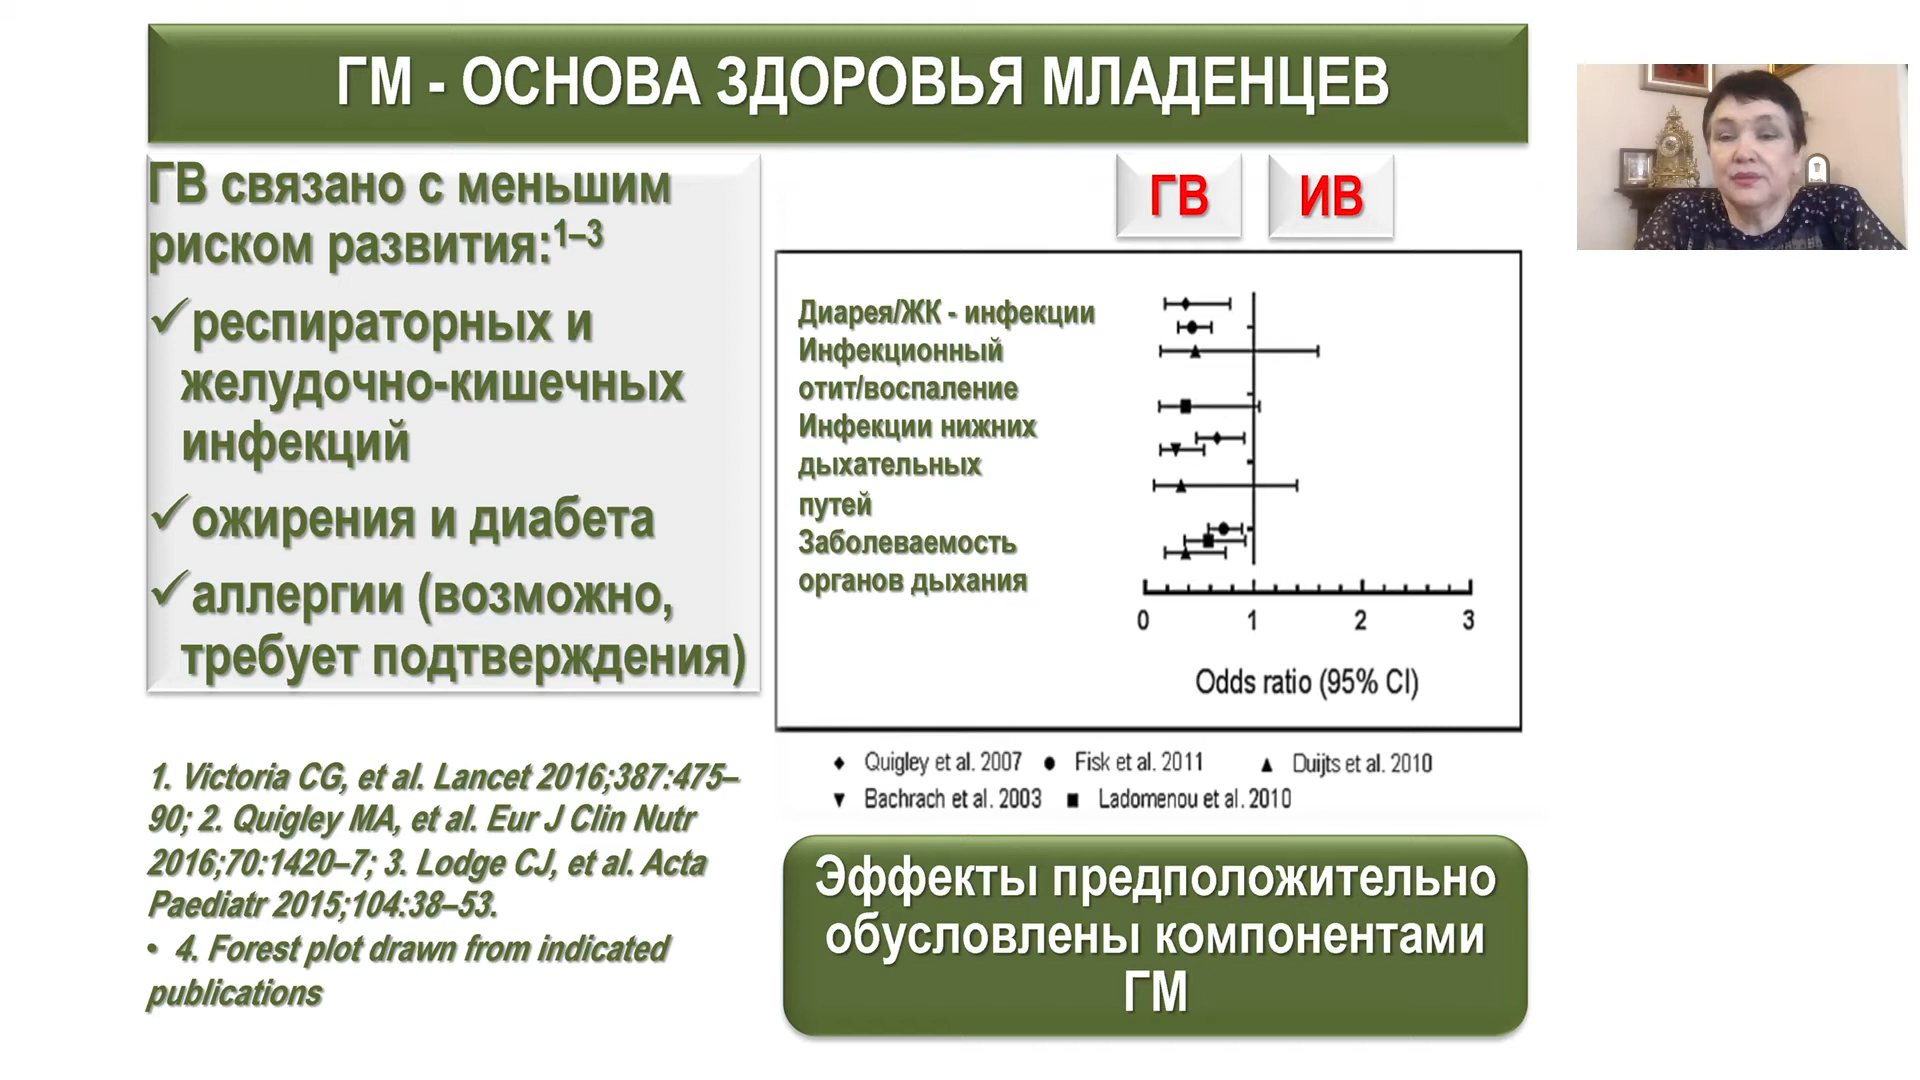 ГМ - ОСНОВА ЗДОРОВЬЯ МЛАДЕНЦЕВ
ГВ связано с меньшим
риском развития:1–3
✓респираторных и
желудочно-кишечных
инфекций
✓ожирения и диабета
✓аллергии (возможно,
требует подтверждения)
1. Victoria CG, et al. Lancet 2016;387:475–
90; 2. Quigley MA, et al. Eur J Clin Nutr
2016;70:1420–7; 3. Lodge CJ, et al. Acta
Paediatr 2015;104:38–53.
• 4. Forest plot drawn from indicated
publications
ГВ ИВ
Диарея/ЖК - инфекции
Инфекционный
отит/воспаление
Инфекции нижних
дыхательных
путей
Заболеваемость
органов дыхания
0 1 2 3
Odds ratio (95% CI)
♦ Quigley et al. 2007 ● Fisk et al. 2011 ▲ Duijts et al. 2010
▼ Bachrach et al. 2003 ■ Ladomenou et al. 2010
Эффекты предположительно
обусловлены компонентами
ГМ